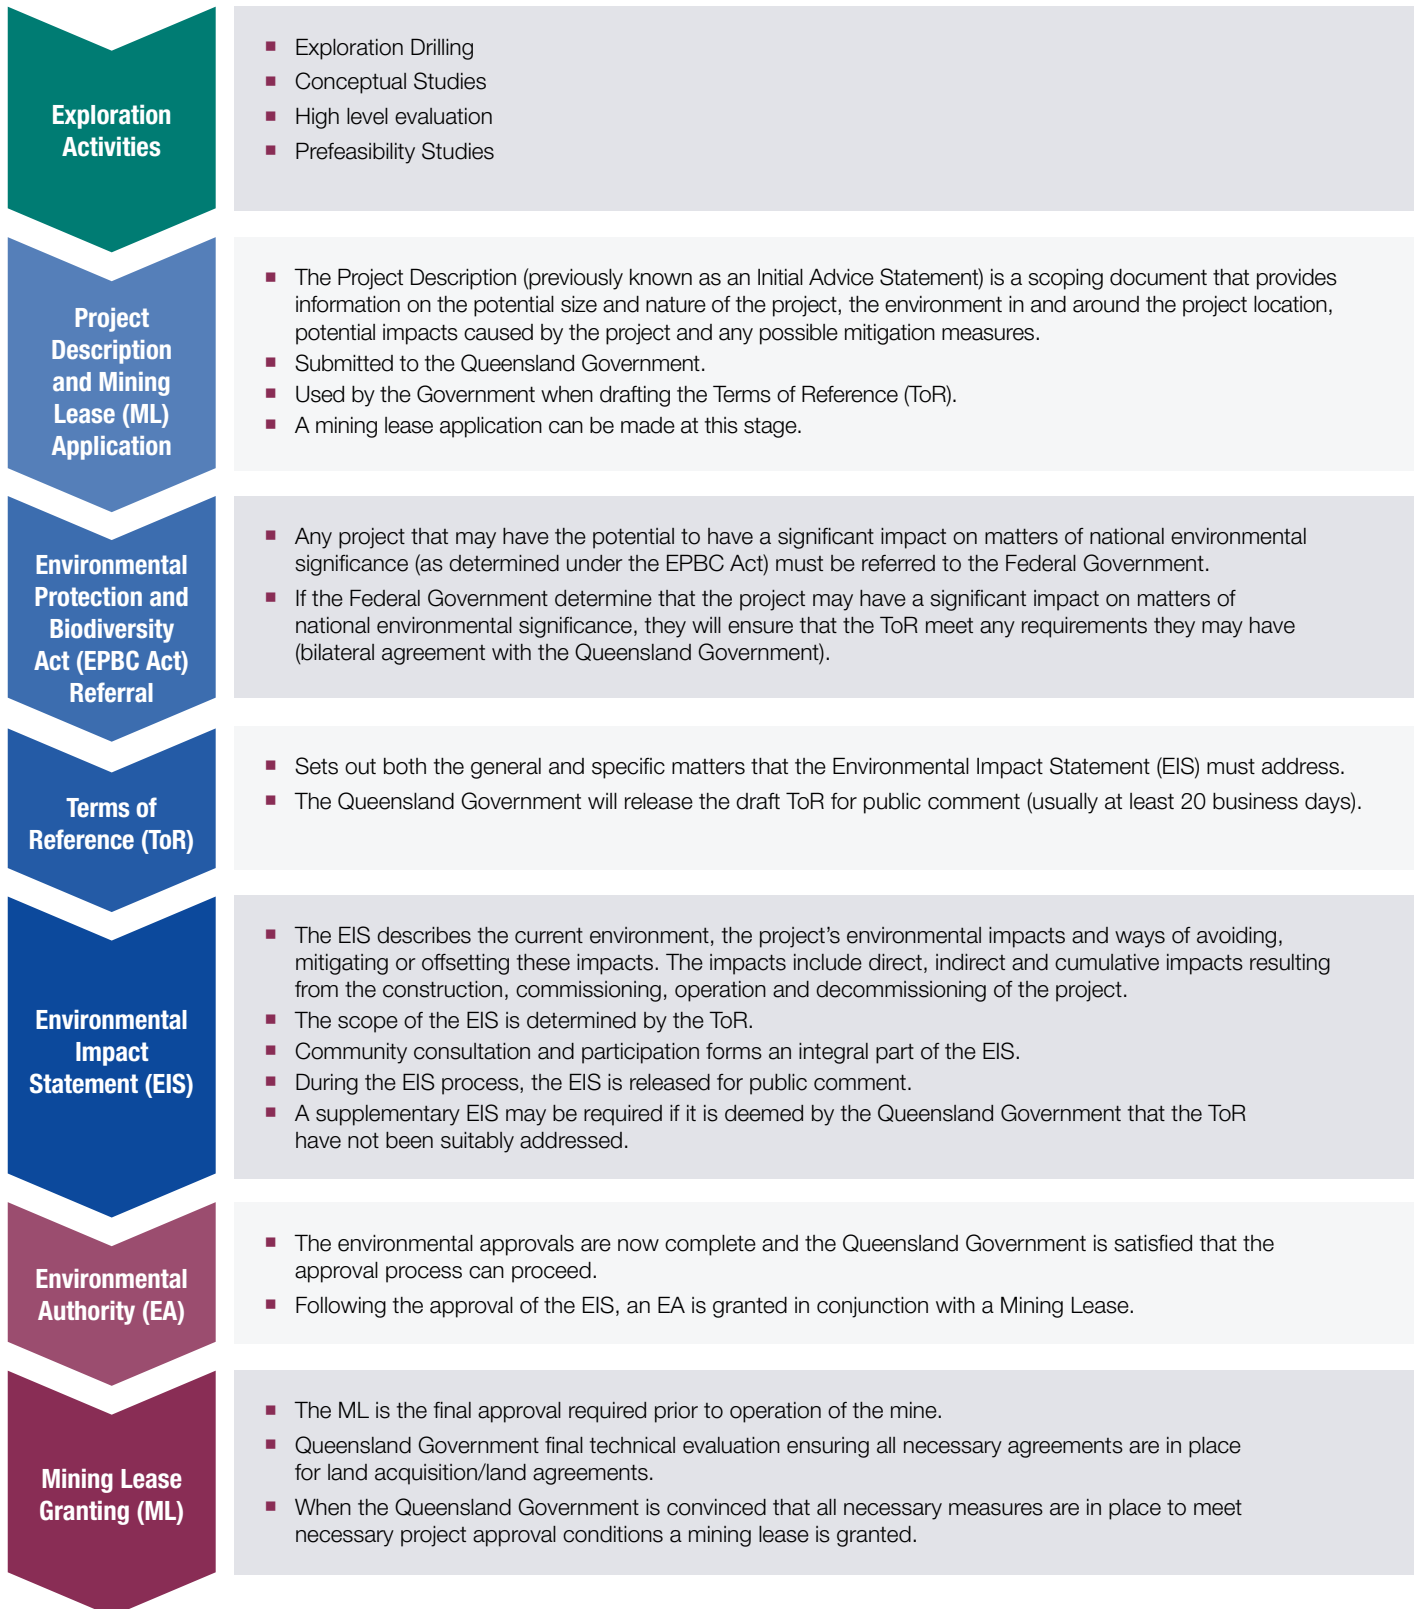 Exploration
Activities
■ Exploration Drilling
■ Conceptual Studies
■ High level evaluation
■ Prefeasibility Studies
Project
Description
and Mining
Lease (ML)
Application
■ The Project Description (previously known as an Initial Advice Statement) is a scoping document that provides
information on the potential size and nature of the project, the environment in and around the project location,
potential impacts caused by the project and any possible mitigation measures.
■ Submitted to the Queensland Government.
■ Used by the Government when drafting the Terms of Reference (ToR).
■ A mining lease application can be made at this stage.
Environmental
Protection and
Biodiversity
Act (EPBC Act)
Referral
■ Any project that may have the potential to have a significant impact on matters of national environmental
significance (as determined under the EPBC Act) must be referred to the Federal Government.
■ If the Federal Government determine that the project may have a significant impact on matters of
national environmental significance, they will ensure that the ToR meet any requirements they may have
(bilateral agreement with the Queensland Government).
Terms of
Reference (ToR)
■ Sets out both the general and specific matters that the Environmental Impact Statement (EIS) must address.
■ The Queensland Government will release the draft ToR for public comment (usually at least 20 business days).
Environmental
Impact
Statement (EIS)
■ The EIS describes the current environment, the project's environmental impacts and ways of avoiding,
mitigating or offsetting these impacts. The impacts include direct, indirect and cumulative impacts resulting
from the construction, commissioning, operation and decommissioning of the project.
■ The scope of the EIS is determined by the ToR.
■ Community consultation and participation forms an integral part of the EIS.
■ During the EIS process, the EIS is released for public comment.
■ A supplementary EIS may be required if it is deemed by the Queensland Government that the ToR
have not been suitably addressed.
Environmental
Authority (EA)
■ The environmental approvals are now complete and the Queensland Government is satisfied that the
approval process can proceed.
■ Following the approval of the EIS, an EA is granted in conjunction with a Mining Lease.
Mining Lease
Granting (ML)
■ The ML is the final approval required prior to operation of the mine.
■ Queensland Government final technical evaluation ensuring all necessary agreements are in place
for land acquisition/land agreements.
■ When the Queensland Government is convinced that all necessary measures are in place to meet
necessary project approval conditions a mining lease is granted.